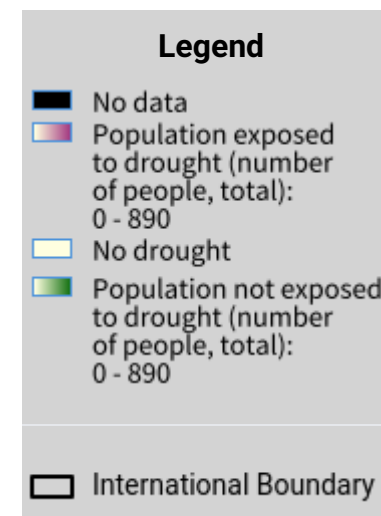 Legend
No data
Population exposed
to drought (number
of people, total):
0 - 890
No drought
Population not exposed
to drought (number
of people, total):
0 - 890
International Boundary